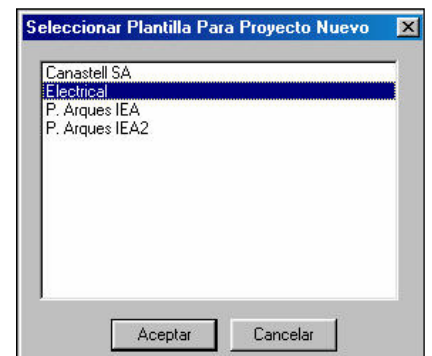 Seleccionar Plantilla Para Proyecto Nuevo
Canastell SA
Electrical
P. Arques IEA
P. Arques IEA2
Aceptar
Cancelar